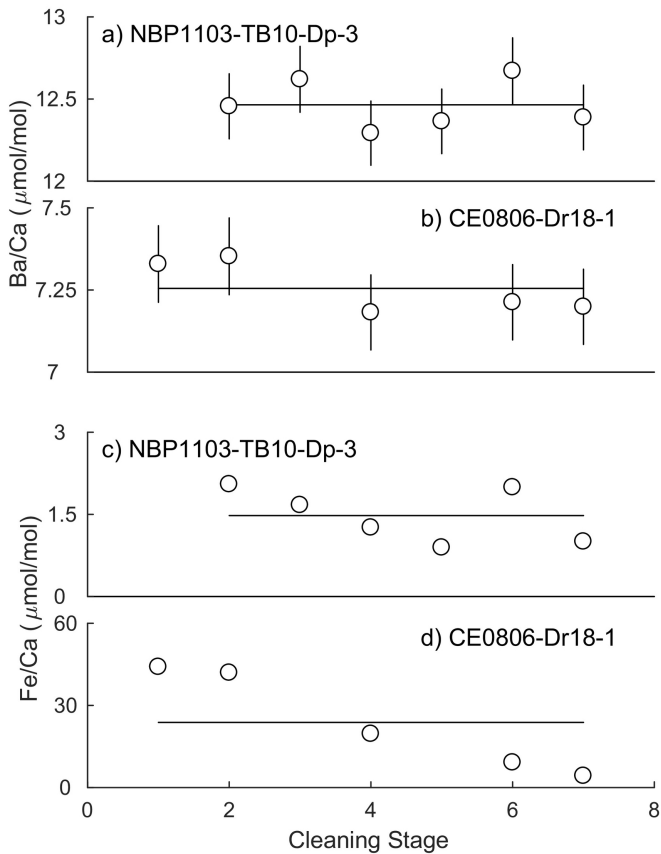 a) NBP1103-TB10-Dp-3
13
12.5
12
b) CE0806-Dr18-1
7.5
7.25
7
Ba/Ca ( μmol/mol)
c) NBP1103-TB10-Dp-3
3
1.5
0
d) CE0806-Dr18-1
60
30
0
Fe/Ca ( μmol/mol)
0 2 4 6 8
Cleaning Stage